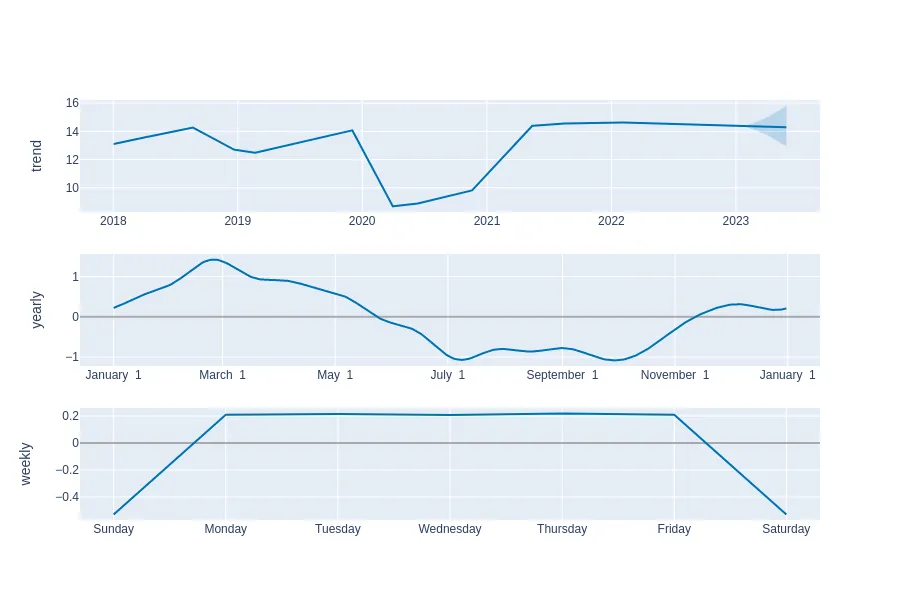 trend
16
14
12
10
2018 2019 2020 2021 2022 2023
yearly
1
0
−1
January 1 March 1 May 1 July 1 September 1 November 1 January 1
weekly
0.2
0
−0.2
−0.4
Sunday Monday Tuesday Wednesday Thursday Friday Saturday